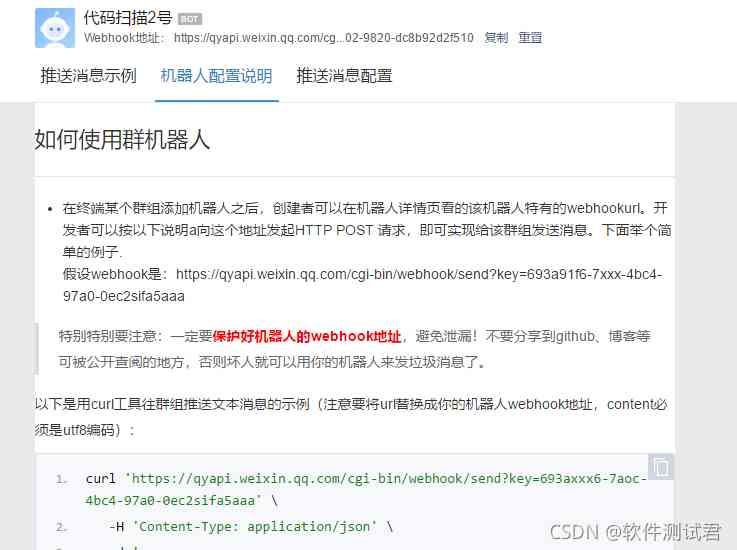 代码扫描2号 BOT
Webhook地址： https://qyapi.weixin.qq.com/cg...02-9820-dc8b92d2f510 复制 重置
推送消息示例 机器人配置说明 推送消息配置
如何使用群机器人
• 在终端某个群组添加机器人之后，创建者可以在机器人详情页看的该机器人特有的webhookurl。开
发者可以按以下说明a向这个地址发起HTTP POST 请求，即可实现给该群组发送消息。下面举个简
单的例子.
假设webhook是：https://qyapi.weixin.qq.com/cgi-bin/webhook/send?key=693a91f6-7xxx-4bc4-
97a0-0ec2sifa5aaa
特别特别要注意：一定要保护好机器人的webhook地址，避免泄漏！不要分享到github、博客等
可被公开查阅的地方，否则坏人就可以用你的机器人来发垃圾消息了。
以下是用curl工具往群组推送文本消息的示例（注意要将url替换成你的机器人webhook地址，content必
须是utf8编码）：
1. curl 'https://qyapi.weixin.qq.com/cgi-bin/webhook/send?key=693axxx6-7aoc-
4bc4-97a0-0ec2sifa5aaa' \
2. -H 'Content-Type: application/json' \
CSDN @软件测试君